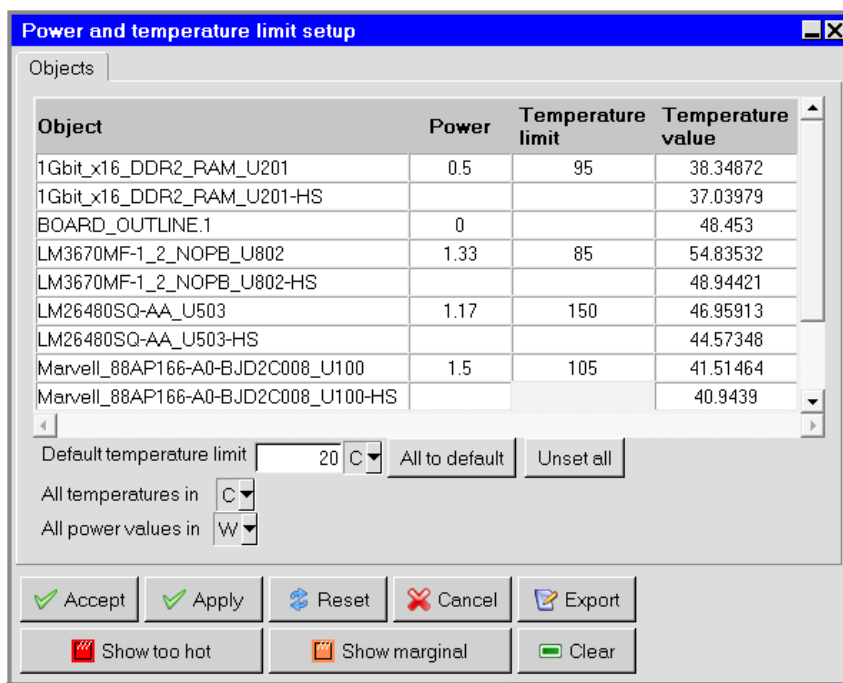 Power and temperature limit setup
Objects
Object Power Temperature limit Temperature value
1Gbit_x16_DDR2_RAM_U201 0.5 95 38.34872
1Gbit_x16_DDR2_RAM_U201-HS 37.03979
BOARD_OUTLINE.1 0 48.453
LM3670MF-1_2_NOPB_U802 1.33 85 54.83532
LM3670MF-1_2_NOPB_U802-HS 48.94421
LM26480SQ-AA_U503 1.17 150 46.95913
LM26480SQ-AA_U503-HS 44.57348
Marvell_88AP166-A0-BJD2C008_U100 1.5 105 41.51464
Marvell_88AP166-A0-BJD2C008_U100-HS 40.9439
Default temperature limit 20 C All to default Unset all
All temperatures in C
All power values in W
Accept Apply Reset Cancel Export
Show too hot Show marginal Clear